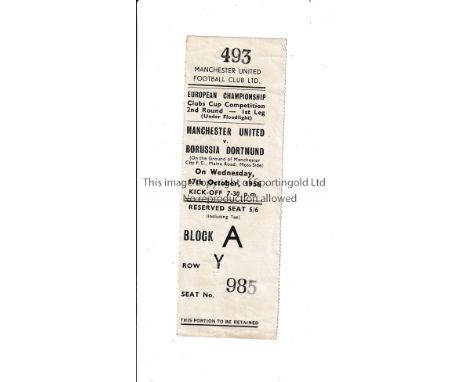 493
MANCHESTER UNITED
FOOTBALL CLUB LTD.
EUROPEAN CHAMPIONSHIP
Clubs Cup Competition
2nd Round — 1st Leg
(Under Floodlight)
MANCHESTER UNITED
v.
BORUSSIA DORTMUND
(On the Ground of Manchester
City F.C., Maine Road, Moss Side)
On Wednesday,
17th October, 1956
This image is copyright of Sportingold Ltd
KICK-OFF 7-30 p.m.
No reproduction allowed
RESERVED SEAT 5/6
(Including Tax)
BLOCK A
ROW Y
985
SEAT No.
THIS PORTION TO BE RETAINED